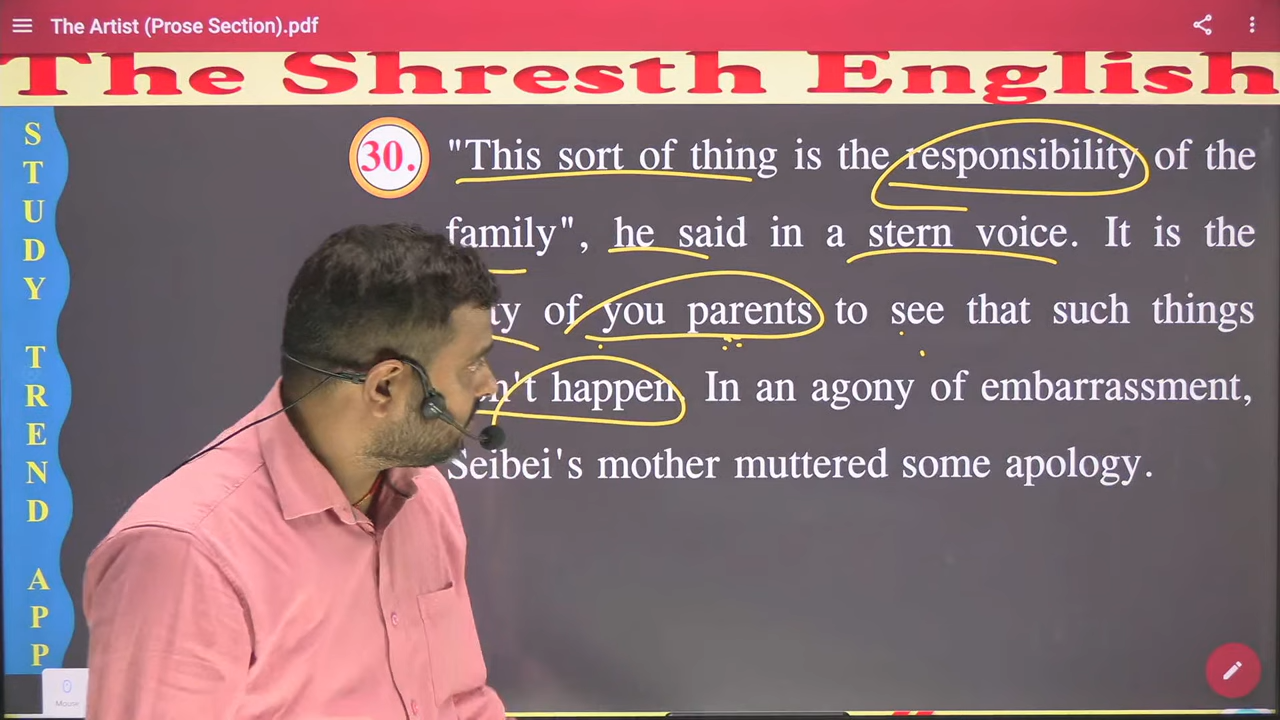 The Artist (Prose Section).pdf
The Shresth English
STUDY TREND APP
30.
"This sort of thing is the responsibility of the
family", he said in a stern voice. It is the
of you parents to see that such things
happen. In an agony of embarrassment,
Seibei's mother muttered some apology.
Mouse